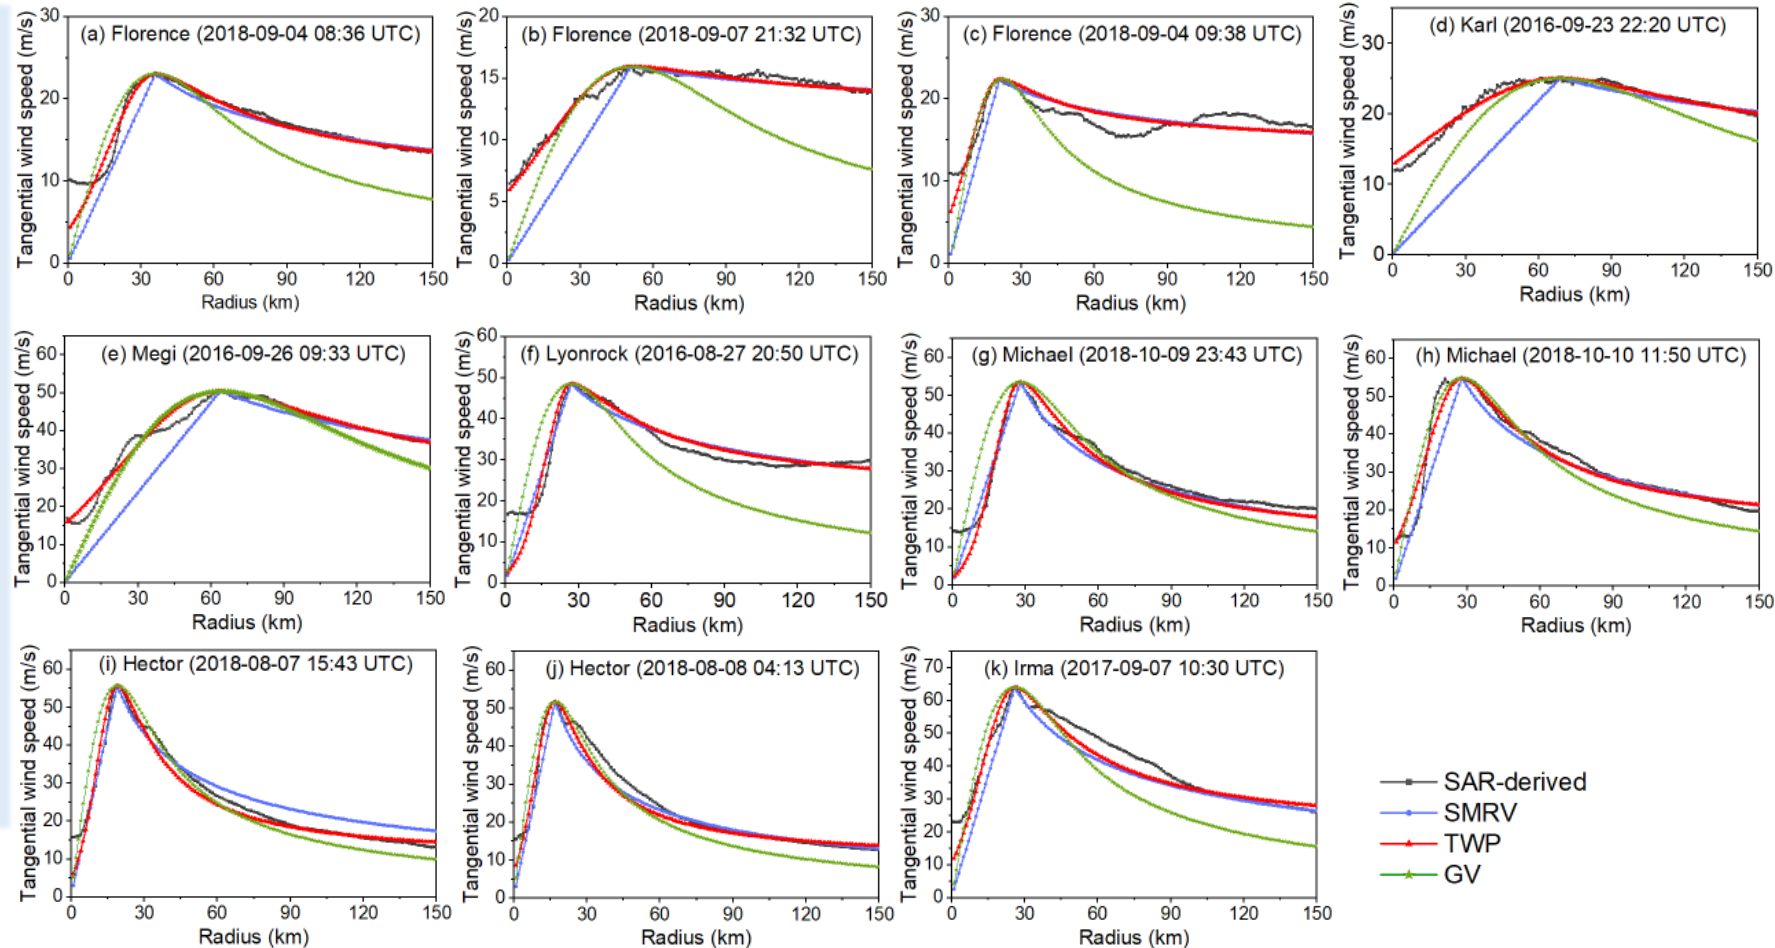 (a) Florence (2018-09-04 08:36 UTC)
Tangential wind speed (m/s)
30
20
10
0
0 30 60 90 120 150
Radius (km)
(b) Florence (2018-09-07 21:32 UTC)
Tangential wind speed (m/s)
20
15
10
5
0
0 30 60 90 120 150
Radius (km)
(c) Florence (2018-09-04 09:38 UTC)
Tangential wind speed (m/s)
30
20
10
0
0 30 60 90 120 150
Radius (km)
(d) Karl (2016-09-23 22:20 UTC)
Tangential wind speed (m/s)
30
20
10
0
0 30 60 90 120 150
Radius (km)
(e) Megi (2016-09-26 09:33 UTC)
Tangential wind speed (m/s)
60
50
40
30
20
10
0
0 30 60 90 120 150
Radius (km)
(f) Lyonrock (2016-08-27 20:50 UTC)
Tangential wind speed (m/s)
60
50
40
30
20
10
0
0 30 60 90 120 150
Radius (km)
(g) Michael (2018-10-09 23:43 UTC)
Tangential wind speed (m/s)
60
50
40
30
20
10
0
0 30 60 90 120 150
Radius (km)
(h) Michael (2018-10-10 11:50 UTC)
Tangential wind speed (m/s)
60
50
40
30
20
10
0
0 30 60 90 120 150
Radius (km)
(i) Hector (2018-08-07 15:43 UTC)
Tangential wind speed (m/s)
60
50
40
30
20
10
0
0 30 60 90 120 150
Radius (km)
(j) Hector (2018-08-08 04:13 UTC)
Tangential wind speed (m/s)
60
50
40
30
20
10
0
0 30 60 90 120 150
Radius (km)
(k) Irma (2017-09-07 10:30 UTC)
Tangential wind speed (m/s)
70
60
50
40
30
20
10
0
0 30 60 90 120 150
Radius (km)
SAR-derived
SMRV
TWP
GV